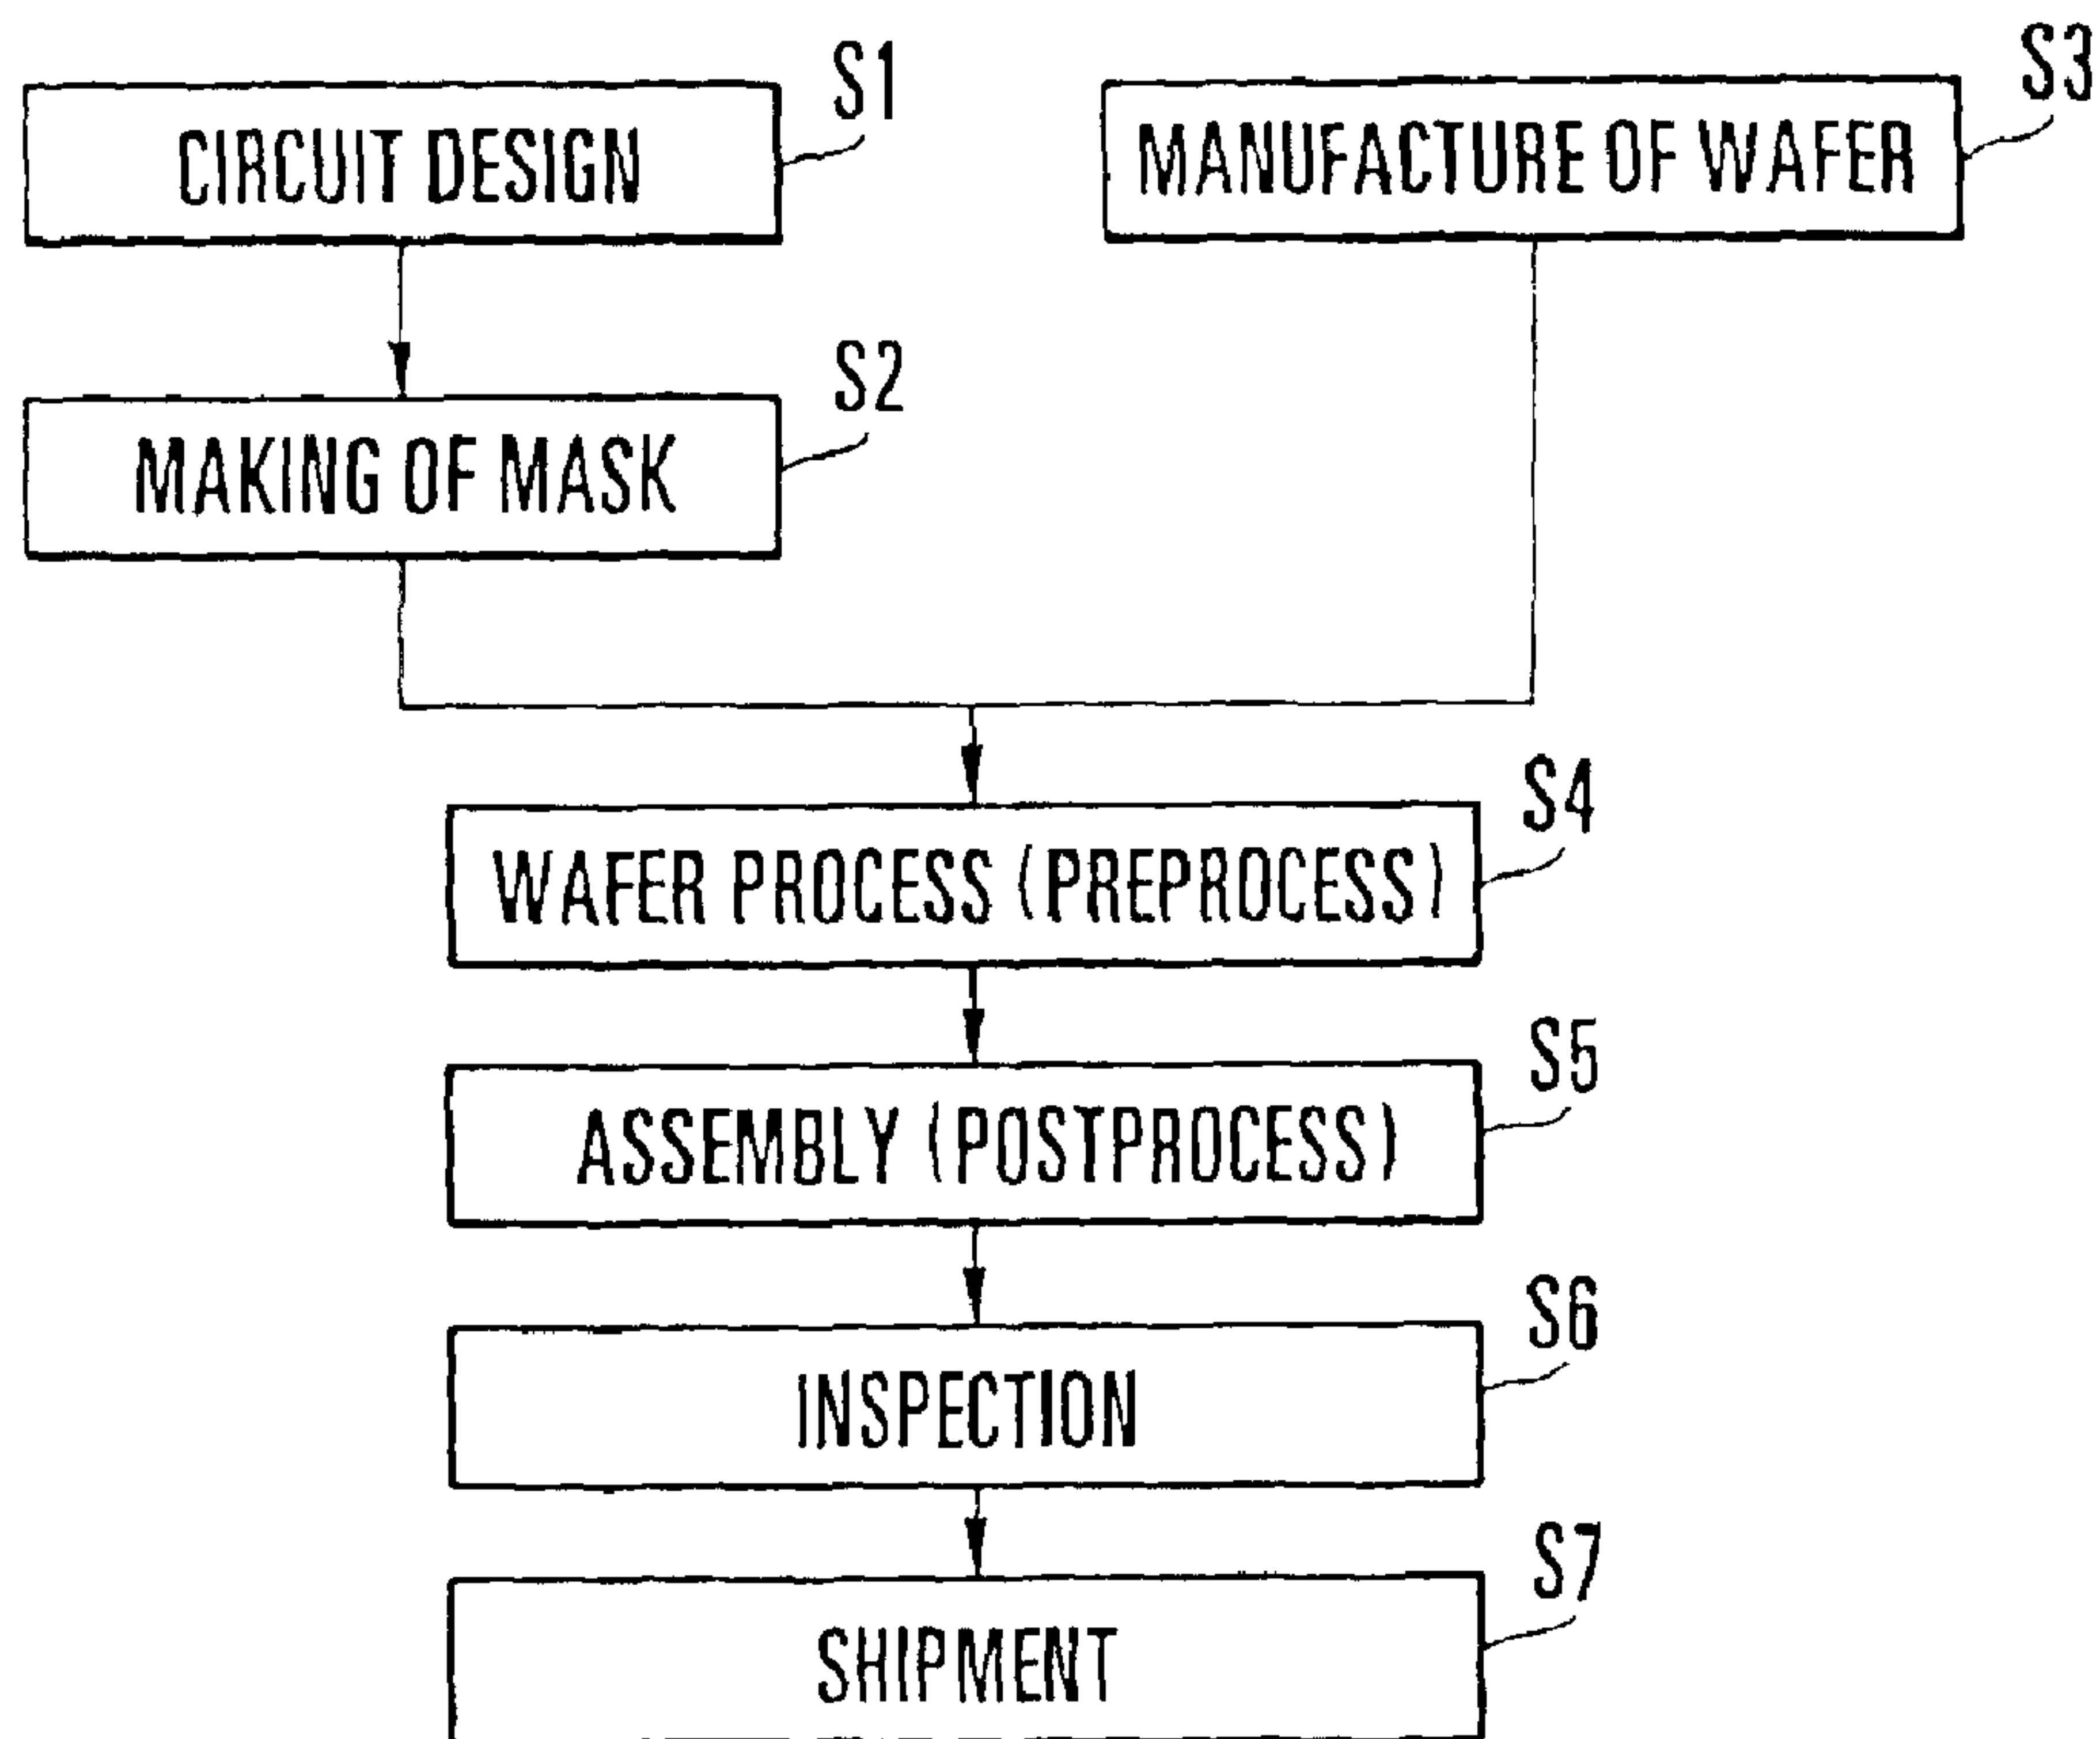 CIRCUIT DESIGN
S1
MANUFACTURE OF WAFER
S3
MAKING OF MASK
S2
WAFER PROCESS (PREPROCESS)
S4
ASSEMBLY (POSTPROCESS)
S5
INSPECTION
S6
SHIPMENT
S7